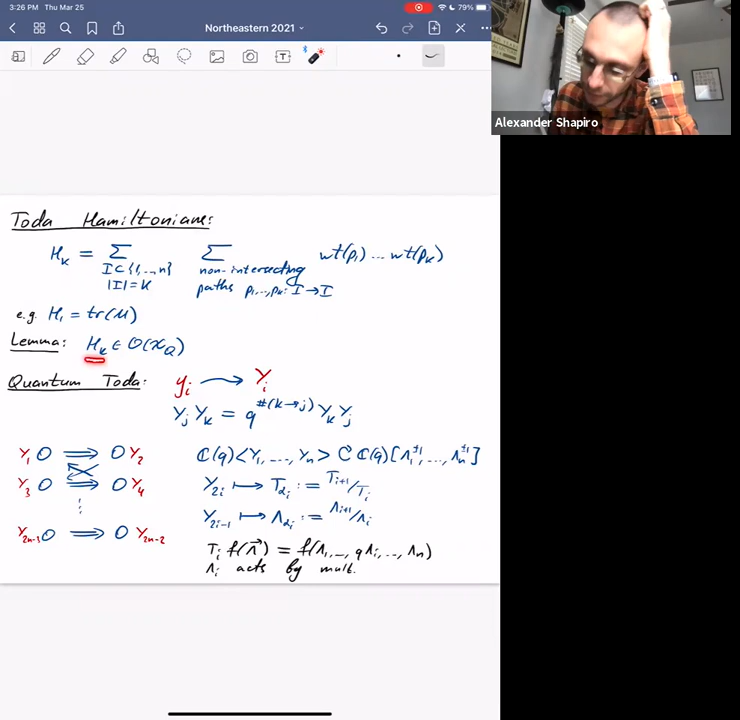 3:26 PM Thu Mar 25
79%
Northeastern 2021
Alexander Shapiro
Toda Hamiltonians:
H_k = Σ_{I⊂{1,...,n} |I|=k} Σ_{non-intersecting paths p_1,...,p_k: I→I} wt(p_1)...wt(p_k)
e.g. H_1 = tr(M)
Lemma: H_k ∈ O(X_Q)
Quantum Toda: y_i → Y_i
Y_j Y_k = q^{#(k→j)} Y_k Y_j
Y_1 O ⇒ O Y_2
C(q)<Y_1,...,Y_n> C(q)[Λ_1^{±1},...,Λ_n^{±1}]
Y_3 O ⇒ O Y_4
Y_{2i} ↦ T_{α_i} := T_{i+1}/T_i
Y_{2i-1} ↦ Λ_{α_i} := Λ_{i+1}/Λ_i
Y_{2n-3} O ⇒ O Y_{2n-2}
T_i f(Λ⃗) = f(Λ_1,...,qΛ_i,...,Λ_n)
Λ_i acts by mult.